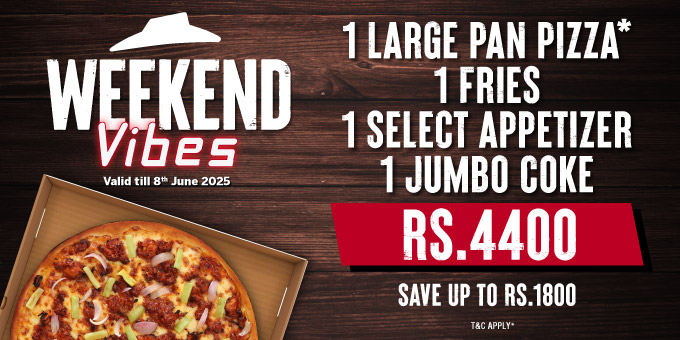 WEEKEND
Vibes
Valid till 8th June 2025
1 LARGE PAN PIZZA*
1 FRIES
1 SELECT APPETIZER
1 JUMBO COKE
RS.4400
SAVE UP TO RS.1800
T&C APPLY*